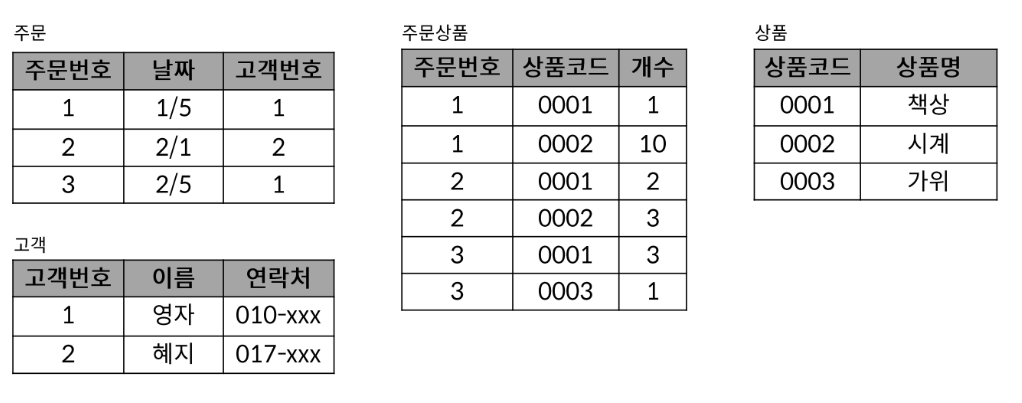 주문
주문번호 날짜 고객번호
1 1/5 1
2 2/1 2
3 2/5 1
고객
고객번호 이름 연락처
1 영자 010-xxx
2 혜지 017-xxx
주문상품
주문번호 상품코드 개수
1 0001 1
1 0002 10
2 0001 2
2 0002 3
3 0001 3
3 0003 1
상품
상품코드 상품명
0001 책상
0002 시계
0003 가위